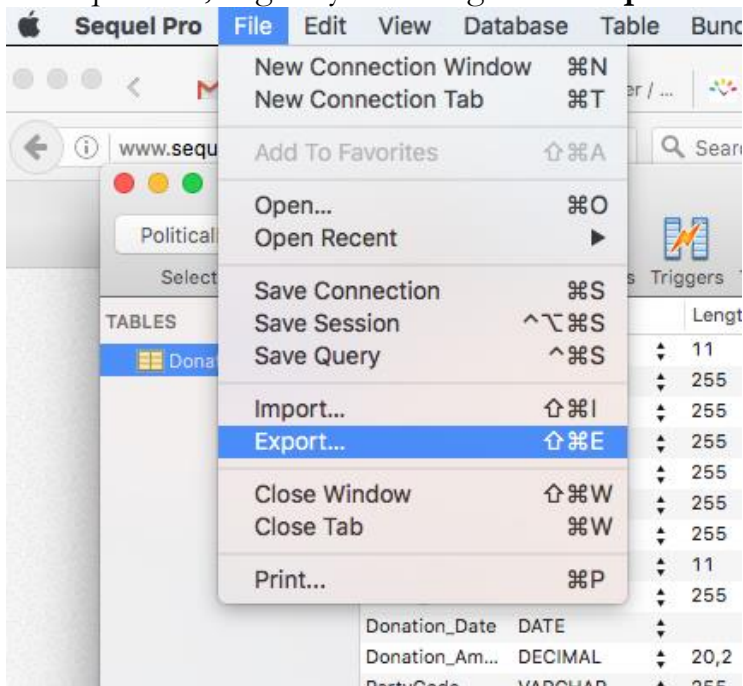 Sequel Pro File Edit View Database Table
New Connection Window ⌘N
New Connection Tab ⌘T
er / ...
www.sequ
Add To Favorites ⇧⌘A
Sear
Open... ⌘O
Political
Open Recent ▶
Select
s Triggers
Save Connection ⌘S
TABLES
Lengt
Save Session ^⌥⌘S
Save Query ^⌘S
Dona
11
255
Import... ⇧⌘I
255
Export... ⇧⌘E
255
255
Close Window ⇧⌘W
255
Close Tab ⌘W
255
11
Print... ⌘P
255
Donation_Date DATE
Donation_Am... DECIMAL 20,2